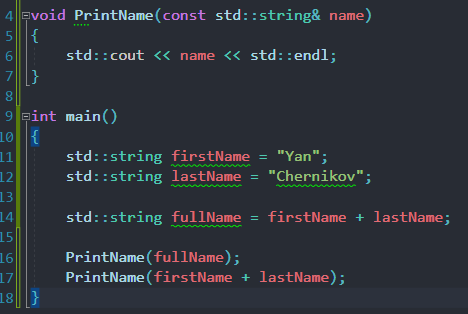 4 void PrintName(const std::string& name)
5 {
6 std::cout << name << std::endl;
7 }
8
9 int main()
10 {
11 std::string firstName = "Yan";
12 std::string lastName = "Chernikov";
13
14 std::string fullName = firstName + lastName;
15
16 PrintName(fullName);
17 PrintName(firstName + lastName);
18 }